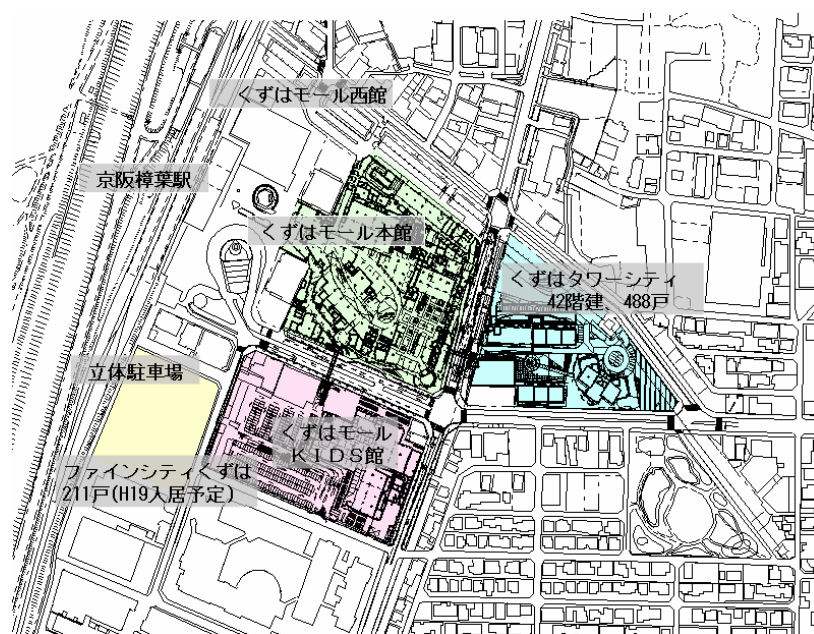 くずはモール西館
京阪樟葉駅
くずはモール本館
くずはタワーシティ
42階建 488戸
立体駐車場
くずはモール
ＫＩＤＳ館
ファインシティくずは
211戸(H19入居予定)